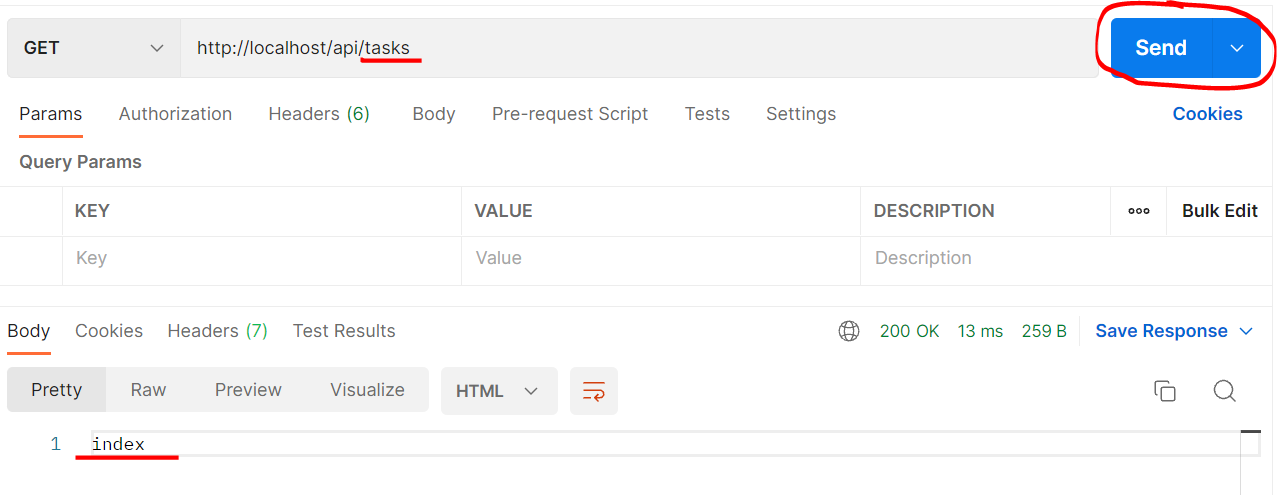 GET http://localhost/api/tasks Send
Params Authorization Headers (6) Body Pre-request Script Tests Settings Cookies
Query Params
KEY VALUE DESCRIPTION Bulk Edit
Key Value Description
Body Cookies Headers (7) Test Results 200 OK 13 ms 259 B Save Response
Pretty Raw Preview Visualize HTML
1 index